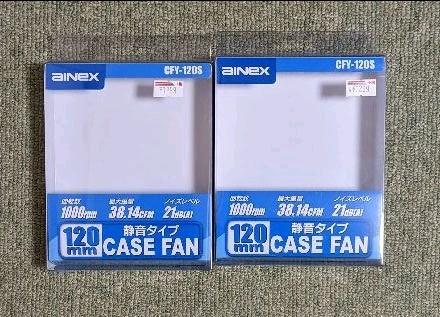 AINEX
CFY-120S
回転数 最大風量 ノイズレベル
1000rpm 38.14CFM 21dB(A)
120mm
静音タイプ
CASE FAN
AINEX
CFY-120S
回転数 最大風量 ノイズレベル
1000rpm 38.14CFM 21dB(A)
120mm
静音タイプ
CASE FAN